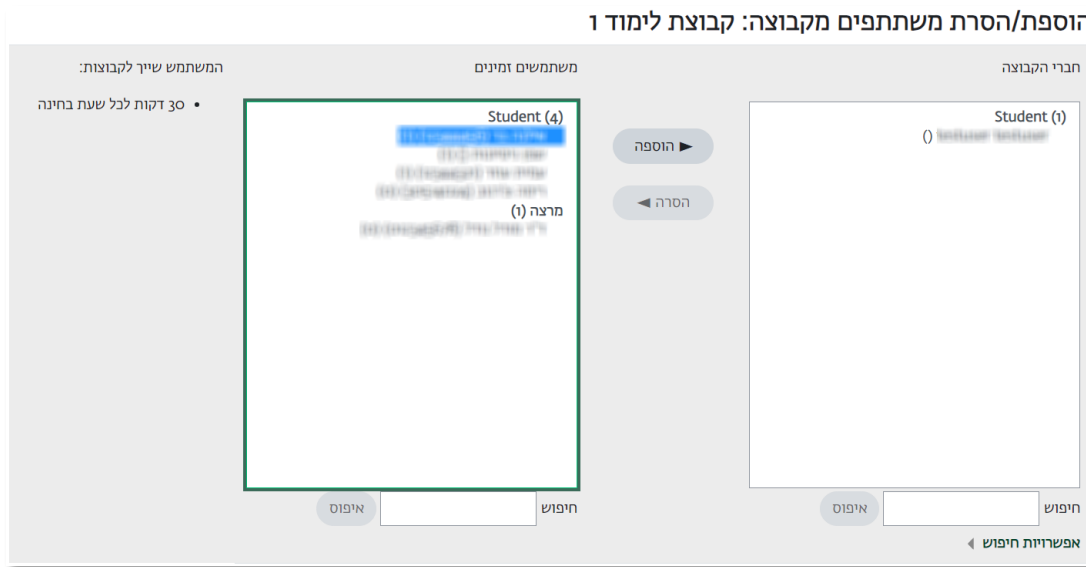 הוספת/הסרת משתתפים מקבוצה: קבוצת לימוד 1
חברי הקבוצה
Student (1)
()
חיפוש
איפוס
אפשרויות חיפוש
הוספה ►
הסרה ◄
משתמשים זמינים
Student (4)
מרצה (1)
חיפוש
איפוס
המשתמש שייך לקבוצות:
• 30 דקות לכל שעת בחינה